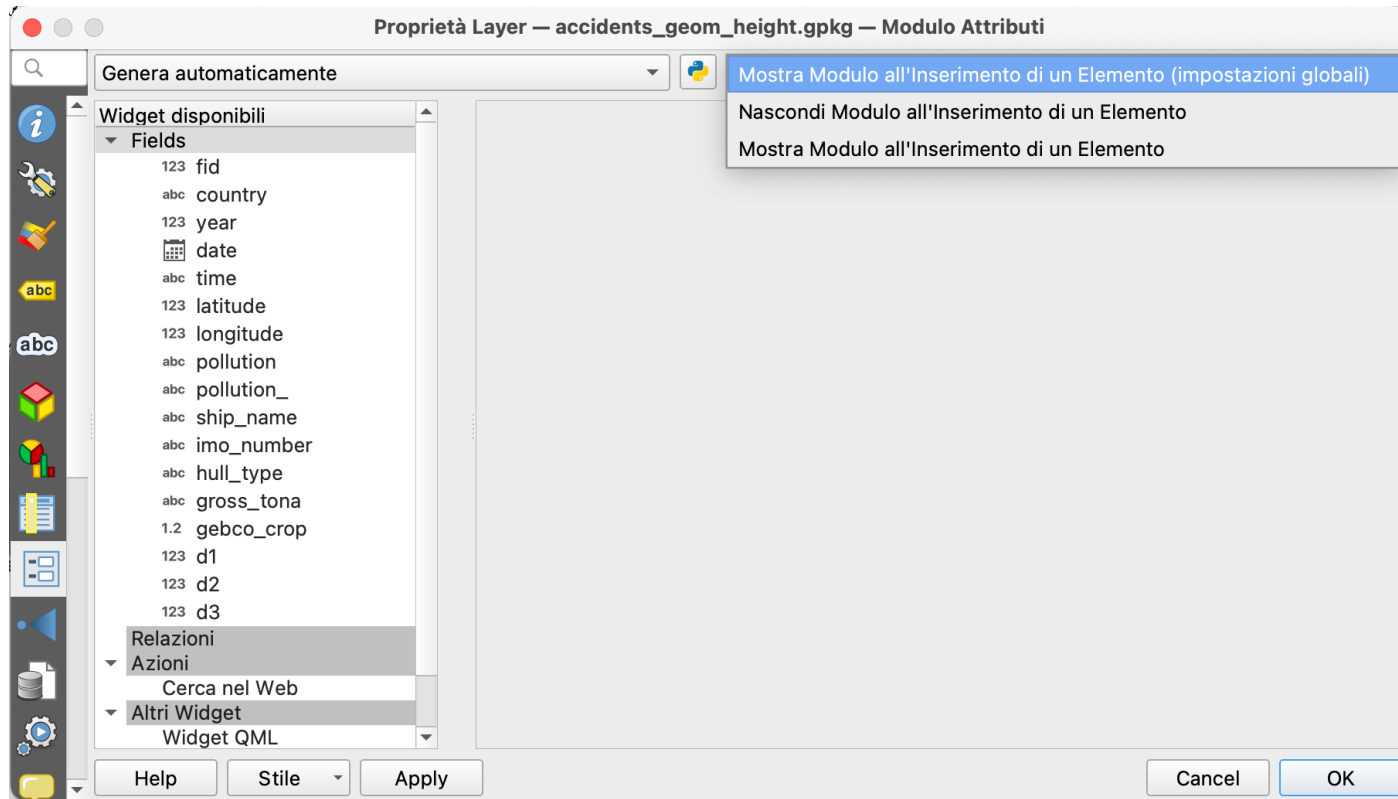 Proprietà Layer — accidents_geom_height.gpkg — Modulo Attributi
Genera automaticamente
Mostra Modulo all'Inserimento di un Elemento (impostazioni globali)
Nascondi Modulo all'Inserimento di un Elemento
Mostra Modulo all'Inserimento di un Elemento
Widget disponibili
Fields
123 fid
abc country
123 year
date
abc time
123 latitude
123 longitude
abc pollution
abc pollution_
abc ship_name
abc imo_number
abc hull_type
abc gross_tona
1.2 gebco_crop
123 d1
123 d2
123 d3
Relazioni
Azioni
Cerca nel Web
Altri Widget
Widget QML
i
abc
abc
Help
Stile
Apply
Cancel
OK